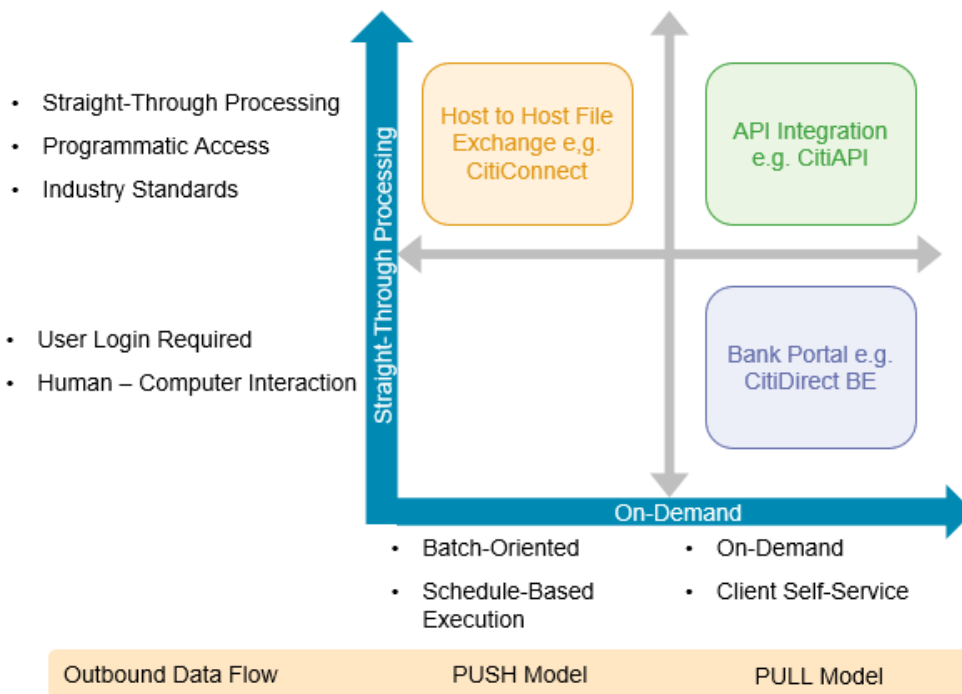 • Straight-Through Processing
• Programmatic Access
• Industry Standards
• User Login Required
• Human – Computer Interaction
Straight-Through Processing
Host to Host File
Exchange e,g.
CitiConnect
API Integration
e.g. CitiAPI
Bank Portal e.g.
CitiDirect BE
On-Demand
• Batch-Oriented
• Schedule-Based
Execution
• On-Demand
• Client Self-Service
Outbound Data Flow PUSH Model PULL Model